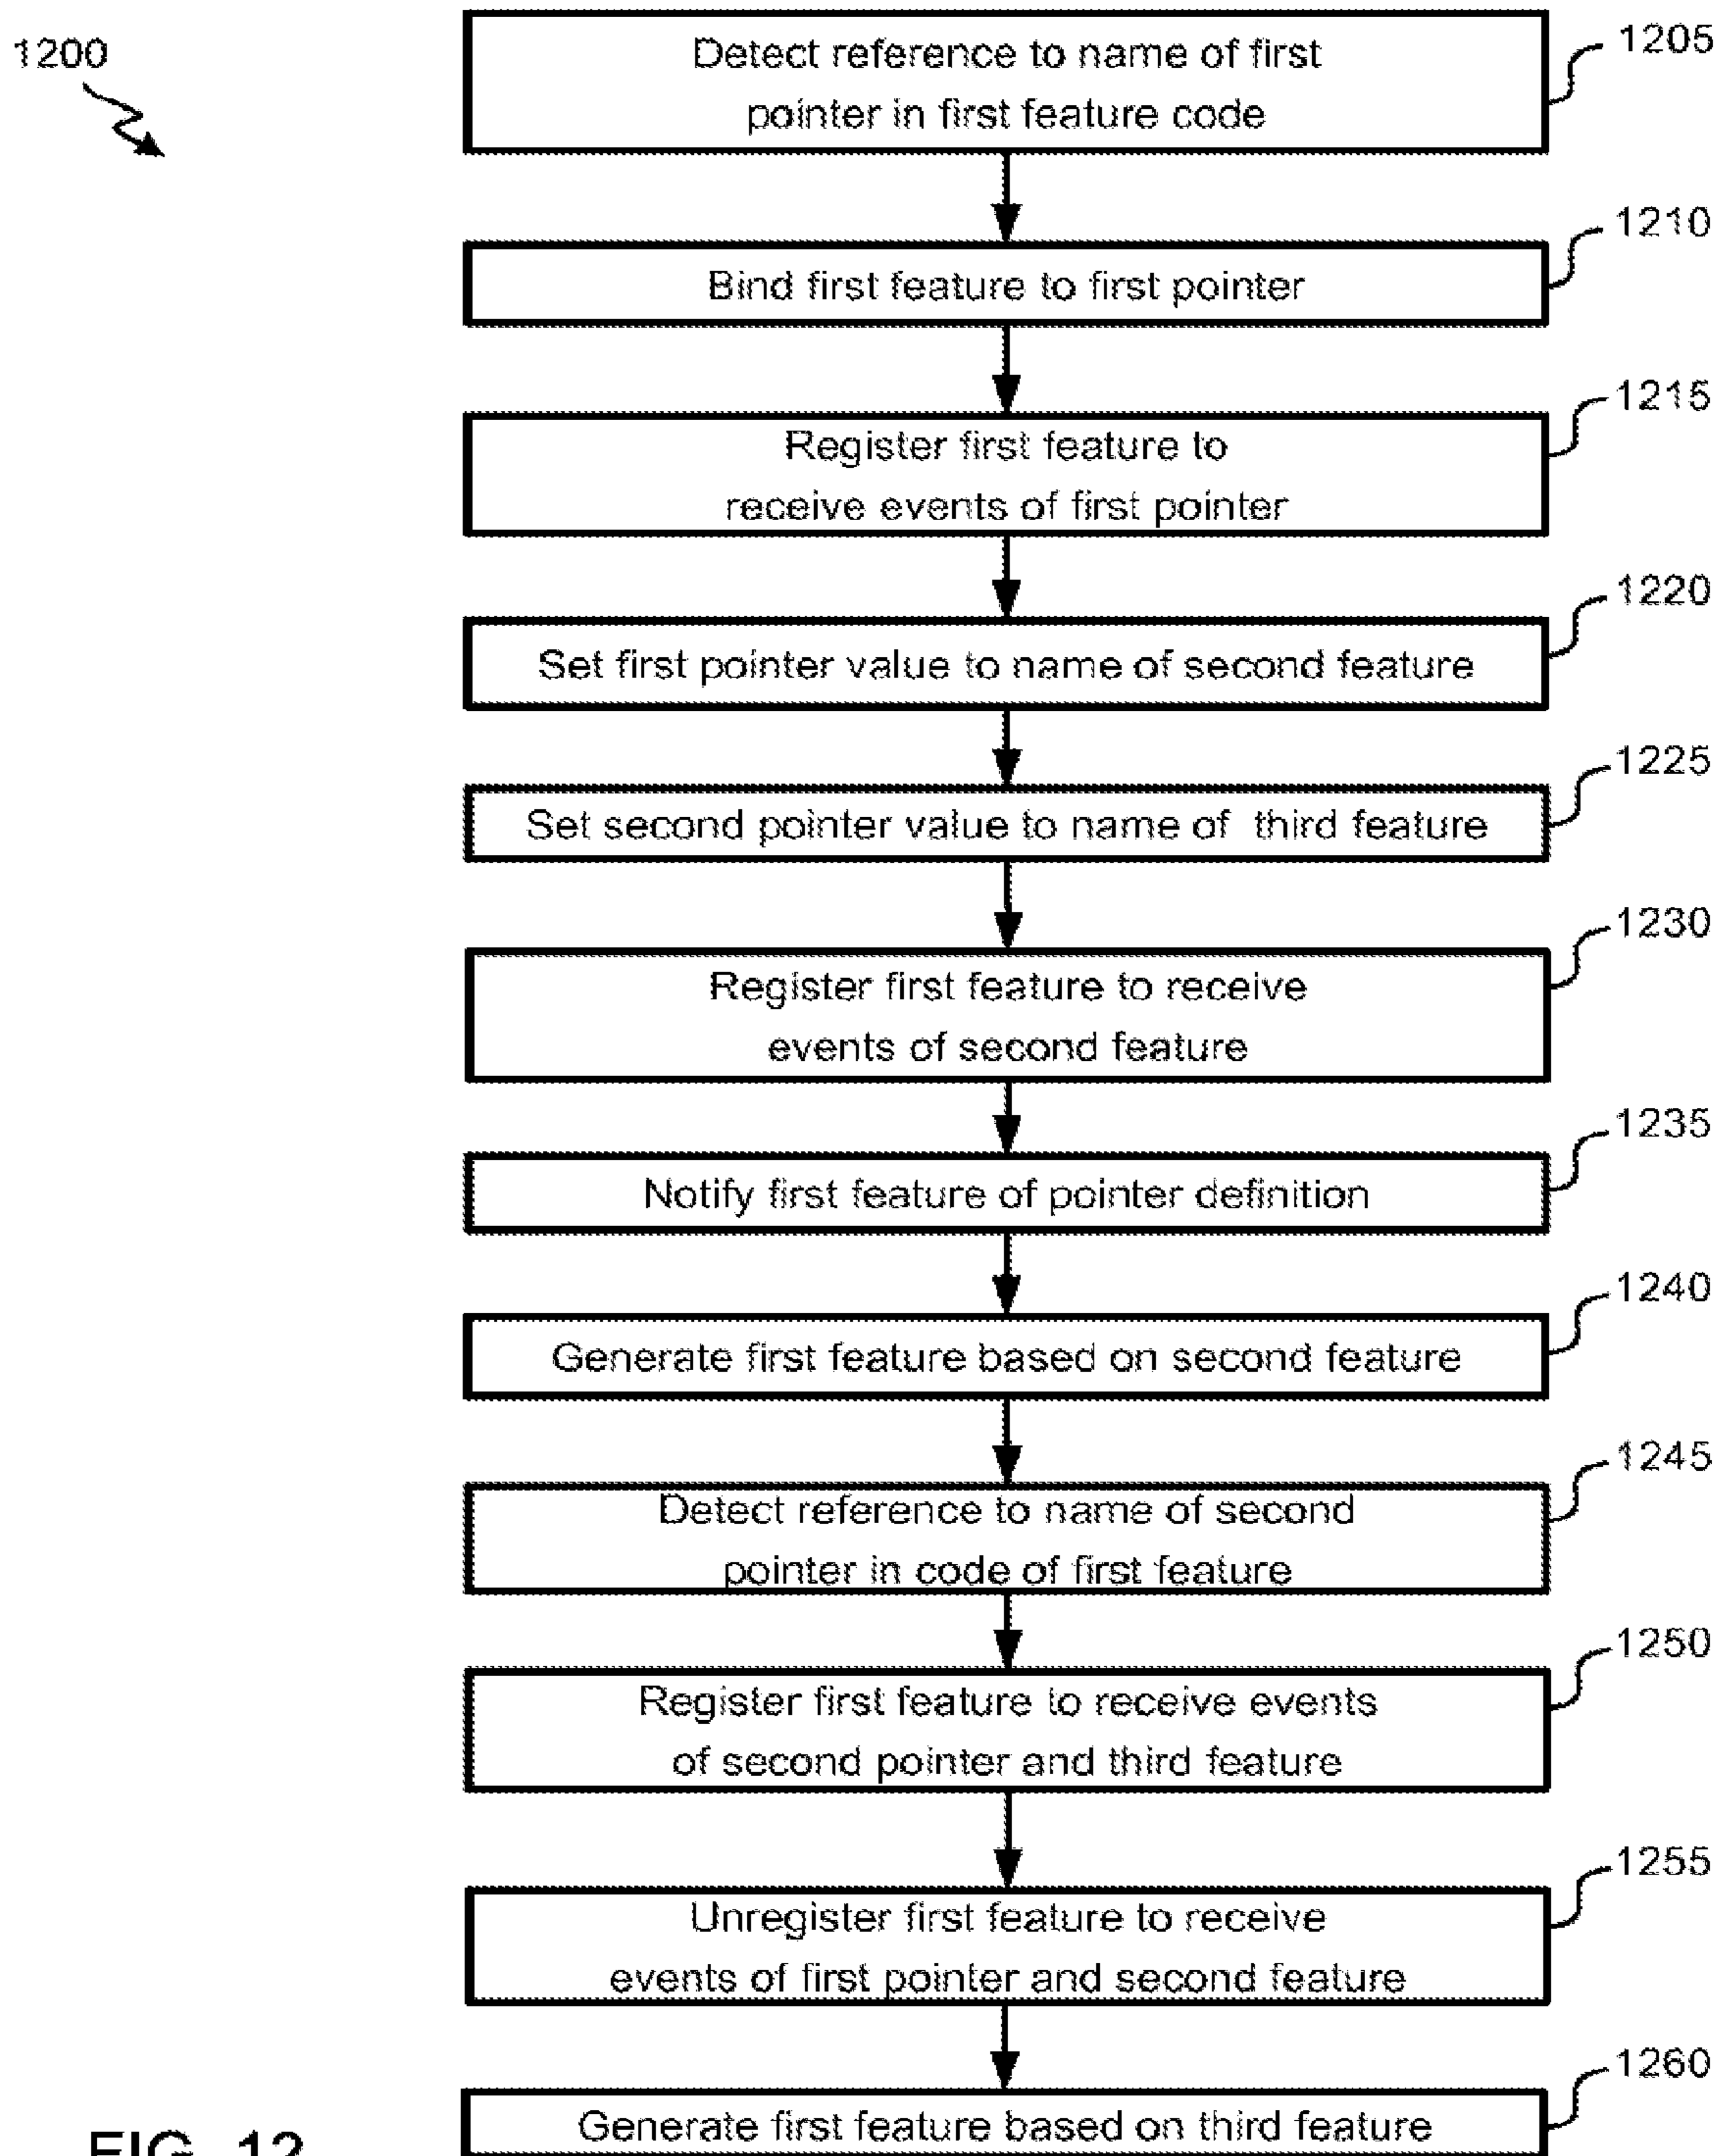 1200
Detect reference to name of first
pointer in first feature code
1205
Bind first feature to first pointer
1210
Register first feature to
receive events of first pointer
1215
Set first pointer value to name of second feature
1220
Set second pointer value to name of third feature
1225
Register first feature to receive
events of second feature
1230
Notify first feature of pointer definition
1235
Generate first feature based on second feature
1240
Detect reference to name of second
pointer in code of first feature
1245
Register first feature to receive events
of second pointer and third feature
1250
Unregister first feature to receive
events of first pointer and second feature
1255
Generate first feature based on third feature
1260
FIG. 12